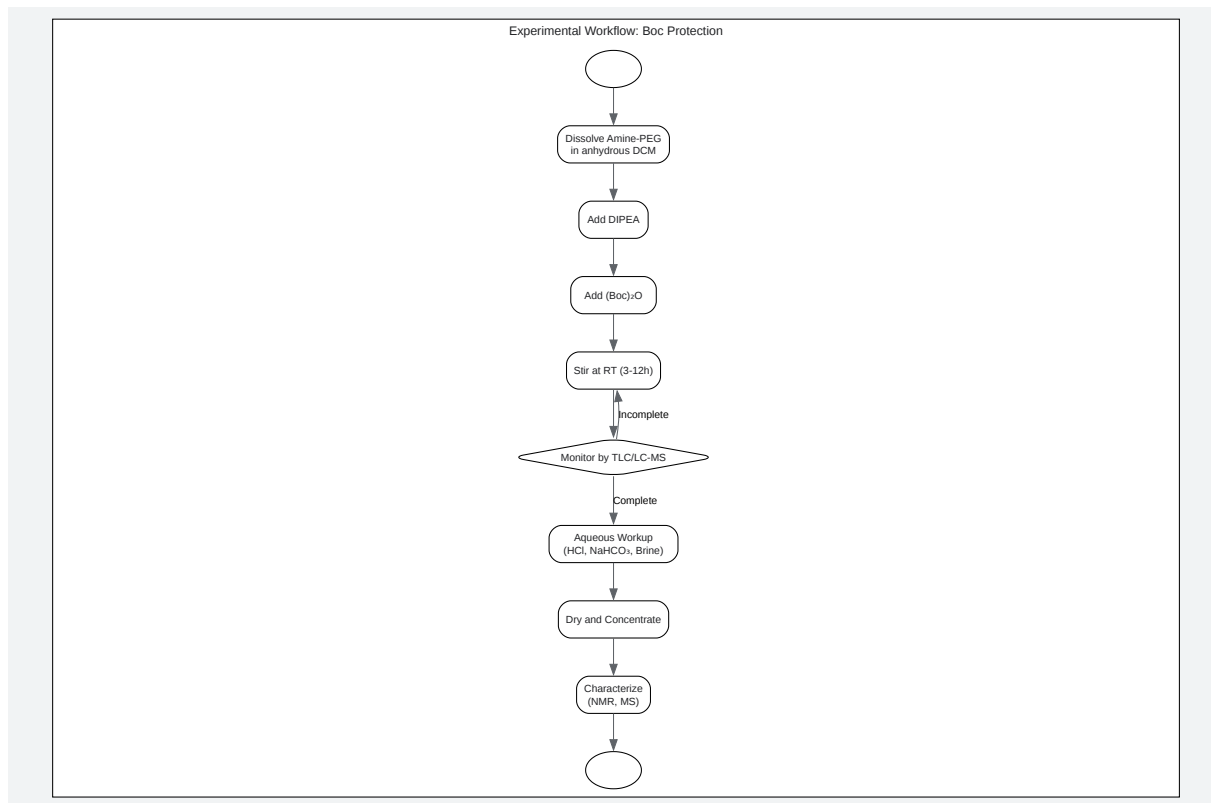 Experimental Workflow: Boc Protection
Dissolve Amine-PEG
in anhydrous DCM
Add DIPEA
Add (Boc)₂O
Stir at RT (3-12h)
Incomplete
Monitor by TLC/LC-MS
Complete
Aqueous Workup
(HCl, NaHCO₃, Brine)
Dry and Concentrate
Characterize
(NMR, MS)